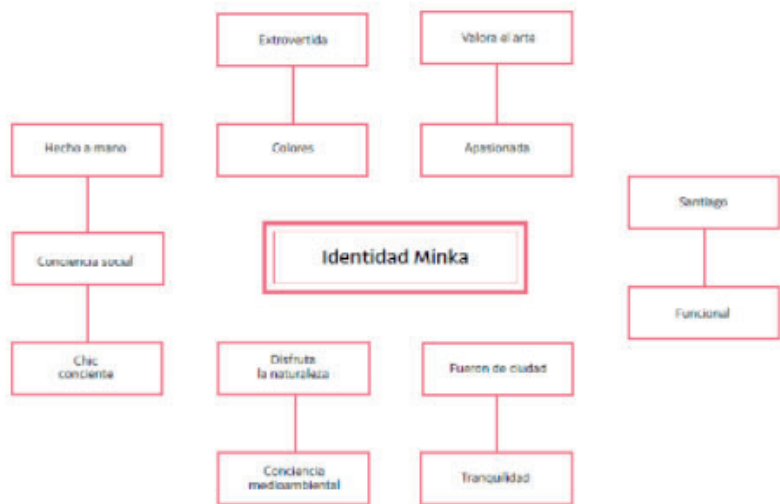 Extrovertida
Valora el arte
Hecho a mano
Colores
Apasionada
Santiago
Conciencia social
Identidad Minka
Funcional
Chic
conciente
Disfruta
la naturaleza
Fueron de ciudad
Conciencia
medioambiental
Tranquilidad